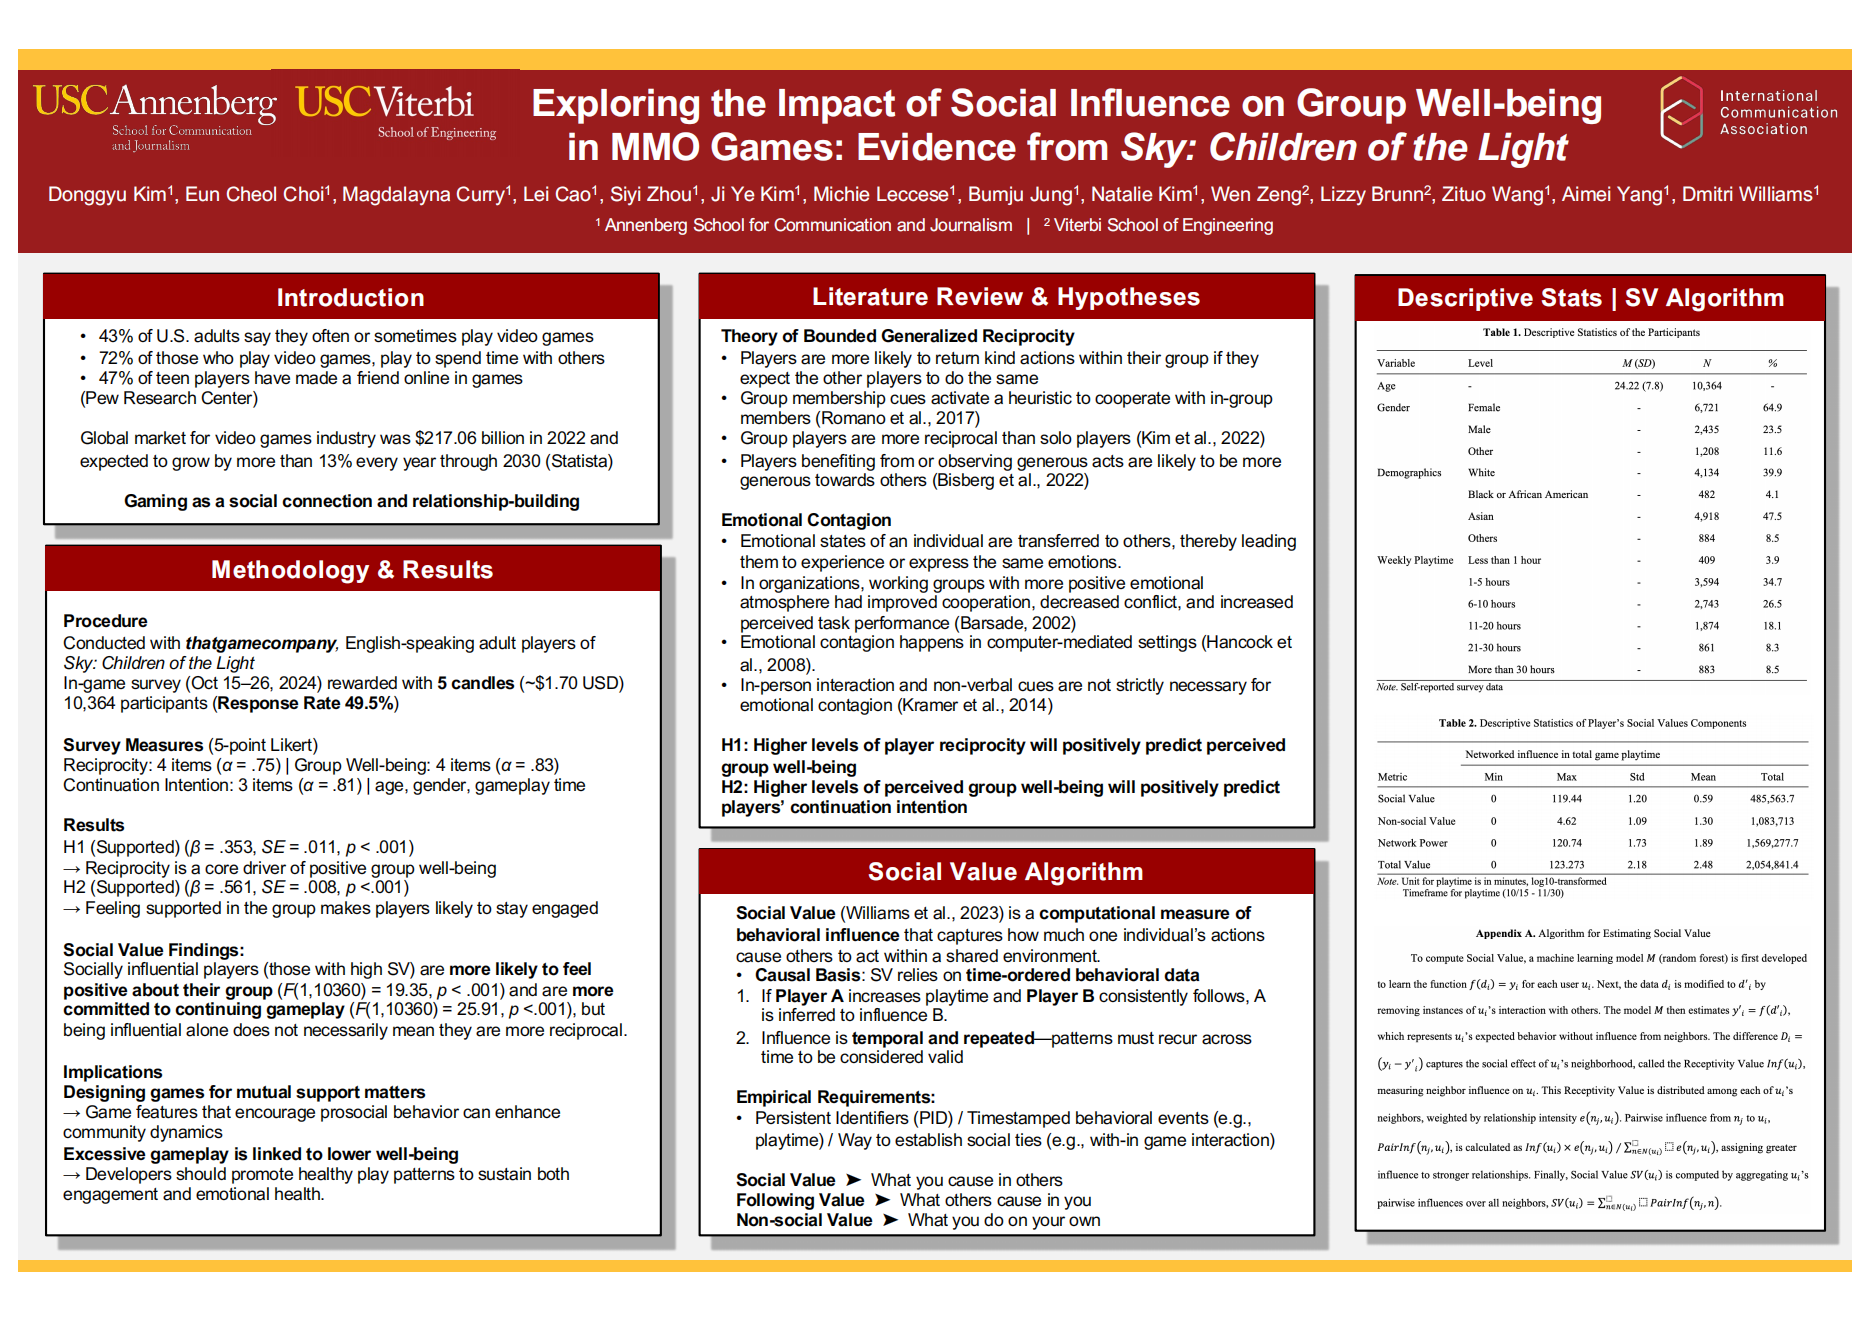 USC Annenberg
School for Communication
and Journalism
USC Viterbi
School of Engineering
Exploring the Impact of Social Influence on Group Well-being
in MMO Games: Evidence from Sky: Children of the Light
International
Communication
Association
Donggyu Kim¹, Eun Cheol Choi¹, Magdalayna Curry¹, Lei Cao¹, Siyi Zhou¹, Ji Ye Kim¹, Michie Leccese¹, Bumju Jung¹, Natalie Kim¹, Wen Zeng², Lizzy Brunn², Zituo Wang¹, Aimei Yang¹, Dmitri Williams¹
¹ Annenberg School for Communication and Journalism | ² Viterbi School of Engineering
Introduction
• 43% of U.S. adults say they often or sometimes play video games
• 72% of those who play video games, play to spend time with others
• 47% of teen players have made a friend online in games
(Pew Research Center)
Global market for video games industry was $217.06 billion in 2022 and
expected to grow by more than 13% every year through 2030 (Statista)
Gaming as a social connection and relationship-building
Methodology & Results
Procedure
Conducted with thatgamecompany, English-speaking adult players of
Sky: Children of the Light
In-game survey (Oct 15–26, 2024) rewarded with 5 candles (~$1.70 USD)
10,364 participants (Response Rate 49.5%)
Survey Measures (5-point Likert)
Reciprocity: 4 items (α = .75) | Group Well-being: 4 items (α = .83)
Continuation Intention: 3 items (α = .81) | age, gender, gameplay time
Results
H1 (Supported) (β = .353, SE = .011, p < .001)
→ Reciprocity is a core driver of positive group well-being
H2 (Supported) (β = .561, SE = .008, p <.001)
→ Feeling supported in the group makes players likely to stay engaged
Social Value Findings:
Socially influential players (those with high SV) are more likely to feel
positive about their group (F(1,10360) = 19.35, p < .001) and are more
committed to continuing gameplay (F(1,10360) = 25.91, p <.001), but
being influential alone does not necessarily mean they are more reciprocal.
Implications
Designing games for mutual support matters
→ Game features that encourage prosocial behavior can enhance
community dynamics
Excessive gameplay is linked to lower well-being
→ Developers should promote healthy play patterns to sustain both
engagement and emotional health.
Literature Review & Hypotheses
Theory of Bounded Generalized Reciprocity
• Players are more likely to return kind actions within their group if they
expect the other players to do the same
• Group membership cues activate a heuristic to cooperate with in-group
members (Romano et al., 2017)
• Group players are more reciprocal than solo players (Kim et al., 2022)
• Players benefiting from or observing generous acts are likely to be more
generous towards others (Bisberg et al., 2022)
Emotional Contagion
• Emotional states of an individual are transferred to others, thereby leading
them to experience or express the same emotions.
• In organizations, working groups with more positive emotional
atmosphere had improved cooperation, decreased conflict, and increased
perceived task performance (Barsade, 2002)
• Emotional contagion happens in computer-mediated settings (Hancock et
al., 2008).
• In-person interaction and non-verbal cues are not strictly necessary for
emotional contagion (Kramer et al., 2014)
H1: Higher levels of player reciprocity will positively predict perceived
group well-being
H2: Higher levels of perceived group well-being will positively predict
players' continuation intention
Social Value Algorithm
Social Value (Williams et al., 2023) is a computational measure of
behavioral influence that captures how much one individual's actions
cause others to act within a shared environment.
• Causal Basis: SV relies on time-ordered behavioral data
1. If Player A increases playtime and Player B consistently follows, A
is inferred to influence B.
2. Influence is temporal and repeated—patterns must recur across
time to be considered valid
Empirical Requirements:
• Persistent Identifiers (PID) / Timestamped behavioral events (e.g.,
playtime) / Way to establish social ties (e.g., with-in game interaction)
Social Value ➤ What you cause in others
Following Value ➤ What others cause in you
Non-social Value ➤ What you do on your own
Descriptive Stats | SV Algorithm
Table 1. Descriptive Statistics of the Participants
Variable Level M (SD) N %
Age - 24.22 (7.8) 10,364 -
Gender Female - 6,721 64.9
Male - 2,435 23.5
Other - 1,208 11.6
Demographics White - 4,134 39.9
Black or African American - 482 4.1
Asian - 4,918 47.5
Others - 884 8.5
Weekly Playtime Less than 1 hour - 409 3.9
1-5 hours - 3,594 34.7
6-10 hours - 2,743 26.5
11-20 hours - 1,874 18.1
21-30 hours - 861 8.3
More than 30 hours - 883 8.5
Note. Self-reported survey data
Table 2. Descriptive Statistics of Player's Social Values Components
Networked influence in total game playtime
Metric Min Max Std Mean Total
Social Value 0 119.44 1.20 0.59 485,563.7
Non-social Value 0 4.62 1.09 1.30 1,083,713
Network Power 0 120.74 1.73 1.89 1,569,277.7
Total Value 0 123.273 2.18 2.48 2,054,841.4
Note. Unit for playtime is in minutes, log10-transformed
Timeframe for playtime (10/15 - 11/30)
Appendix A. Algorithm for Estimating Social Value
To compute Social Value, a machine learning model M (random forest) is first developed
to learn the function f(dᵢ) = yᵢ for each user uᵢ. Next, the data dᵢ is modified to d'ᵢ by
removing instances of uᵢ's interaction with others. The model M then estimates y'ᵢ = f(d'ᵢ),
which represents uᵢ's expected behavior without influence from neighbors. The difference Dᵢ =
(yᵢ − y'ᵢ) captures the social effect of uᵢ's neighborhood, called the Receptivity Value Inf(uᵢ),
measuring neighbor influence on uᵢ. This Receptivity Value is distributed among each of uᵢ's
neighbors, weighted by relationship intensity e(nⱼ, uᵢ). Pairwise influence from nⱼ to uᵢ,
PairInf(nⱼ, uᵢ), is calculated as Inf(uᵢ) × e(nⱼ, uᵢ) / Σ□n∈N(uᵢ) □ e(nⱼ, uᵢ), assigning greater
influence to stronger relationships. Finally, Social Value SV(uᵢ) is computed by aggregating uᵢ's
pairwise influences over all neighbors, SV(uᵢ) = Σ□n∈N(uᵢ) □ PairInf(nⱼ, n).